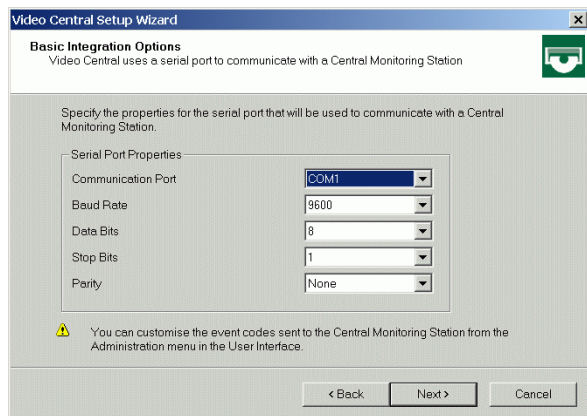 Video Central Setup Wizard
Basic Integration Options
Video Central uses a serial port to communicate with a Central Monitoring Station
Specify the properties for the serial port that will be used to communicate with a Central
Monitoring Station.
Serial Port Properties
Communication Port COM1
Baud Rate 9600
Data Bits 8
Stop Bits 1
Parity None
You can customise the event codes sent to the Central Monitoring Station from the
Administration menu in the User Interface.
< Back Next > Cancel